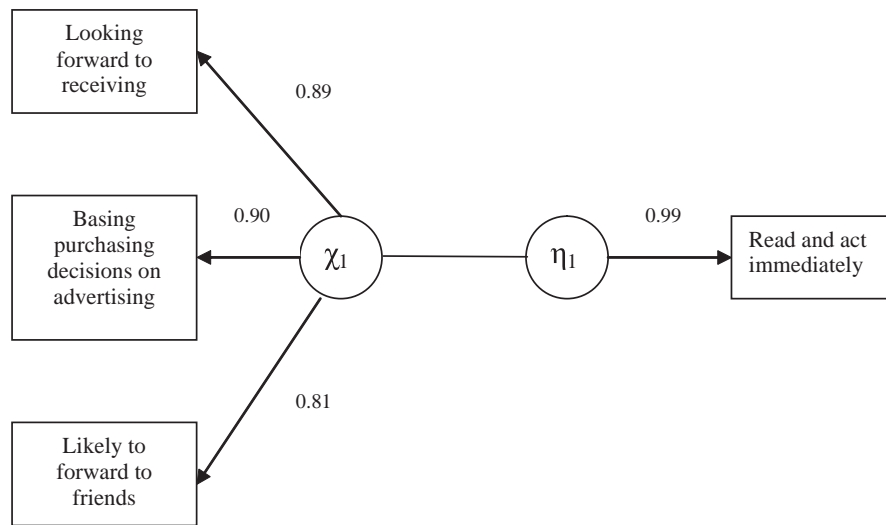 Looking
forward to
receiving
0.89
Basing
purchasing
decisions on
advertising
0.90
χ1
η1
0.99
Read and act
immediately
0.81
Likely to
forward to
friends